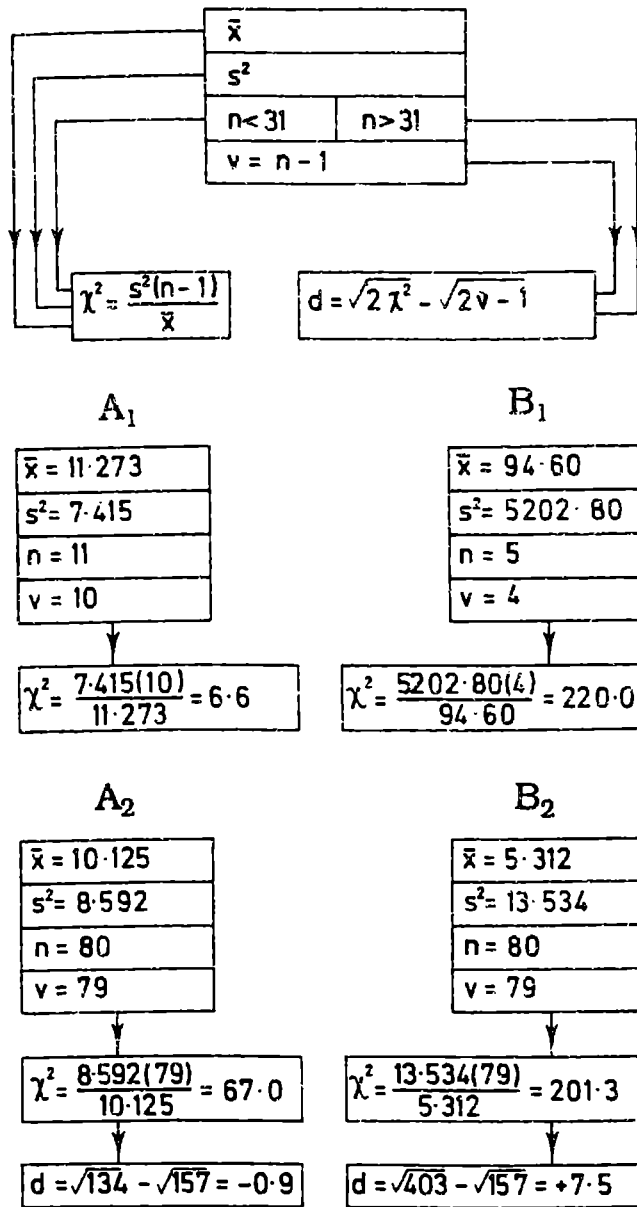 x̄
s²
n<31 n>31
v = n - 1
χ² = s²(n-1) / x̄
d = √2χ² - √2v-1
A₁
x̄ = 11·273
s² = 7·415
n = 11
v = 10
χ² = 7·415(10) / 11·273 = 6·6
B₁
x̄ = 94·60
s² = 5202·80
n = 5
v = 4
χ² = 5202·80(4) / 94·60 = 220·0
A₂
x̄ = 10·125
s² = 8·592
n = 80
v = 79
χ² = 8·592(79) / 10·125 = 67·0
d = √134 - √157 = -0·9
B₂
x̄ = 5·312
s² = 13·534
n = 80
v = 79
χ² = 13·534(79) / 5·312 = 201·3
d = √403 - √157 = +7·5